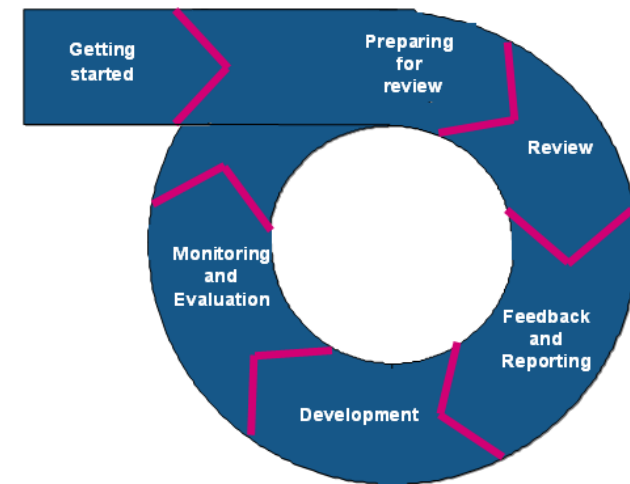 Getting
started
Preparing
for
review
Review
Feedback
and
Reporting
Development
Monitoring
and
Evaluation